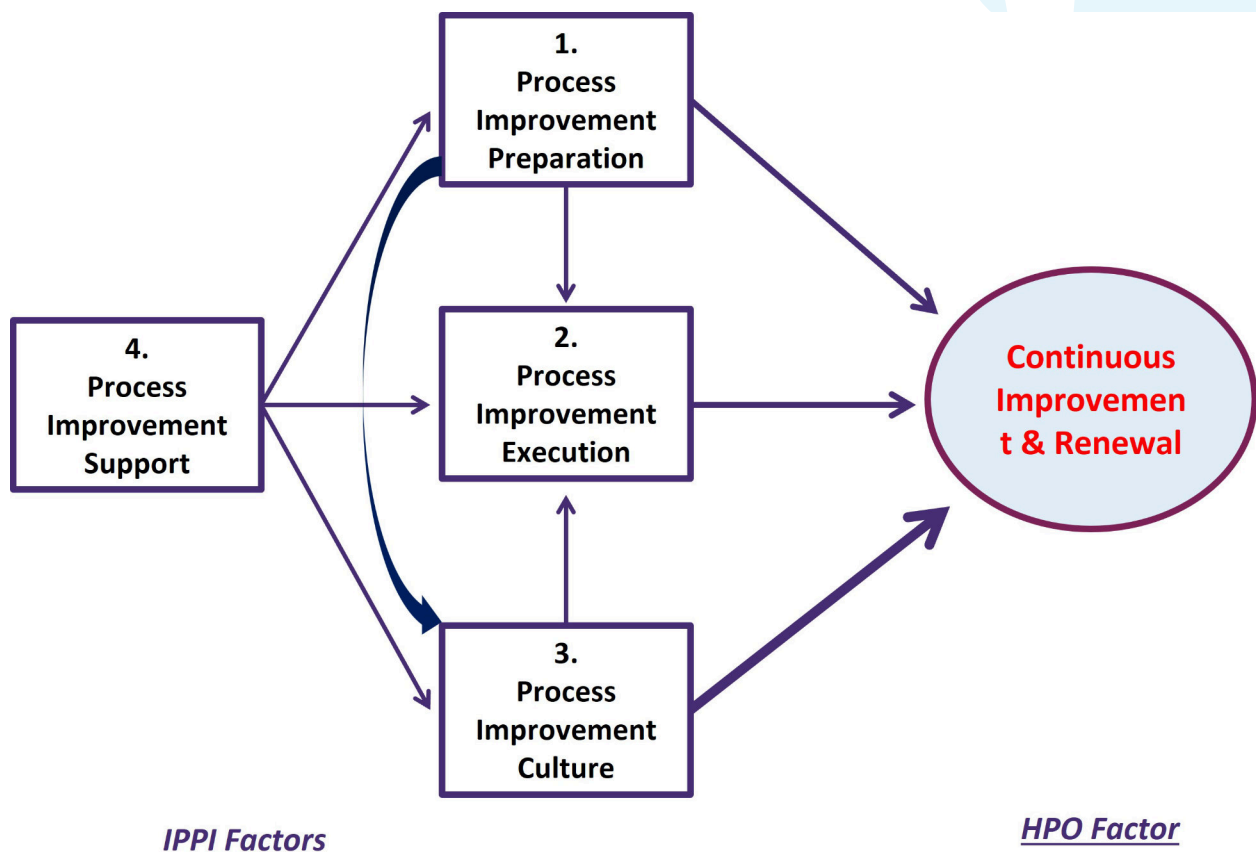 1.
Process
Improvement
Preparation
4.
Process
Improvement
Support
2.
Process
Improvement
Execution
Continuous
Improvemen
t & Renewal
3.
Process
Improvement
Culture
IPPI Factors
HPO Factor